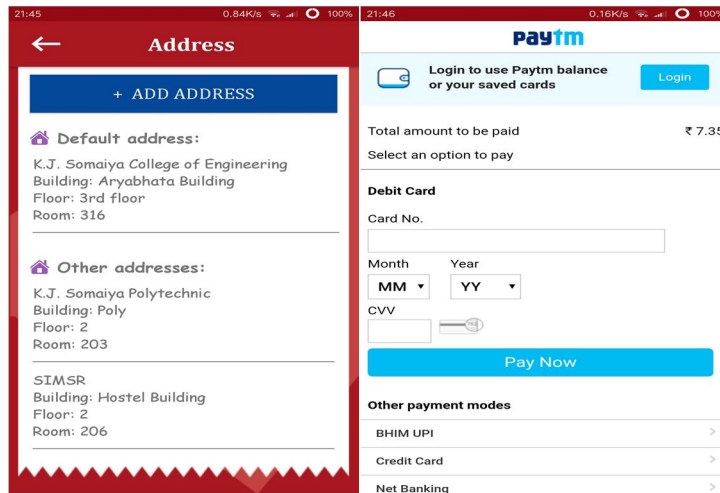 21:45 0.84K/s 100%
Address
+ ADD ADDRESS
Default address:
K.J. Somaiya College of Engineering
Building: Aryabhata Building
Floor: 3rd floor
Room: 316
Other addresses:
K.J. Somaiya Polytechnic
Building: Poly
Floor: 2
Room: 203
SIMSR
Building: Hostel Building
Floor: 2
Room: 206
21:46 0.16K/s 100%
Paytm
Login to use Paytm balance
or your saved cards
Login
Total amount to be paid ₹ 7.35
Select an option to pay
Debit Card
Card No.
Month Year
MM YY
CVV
Pay Now
Other payment modes
BHIM UPI
Credit Card
Net Banking